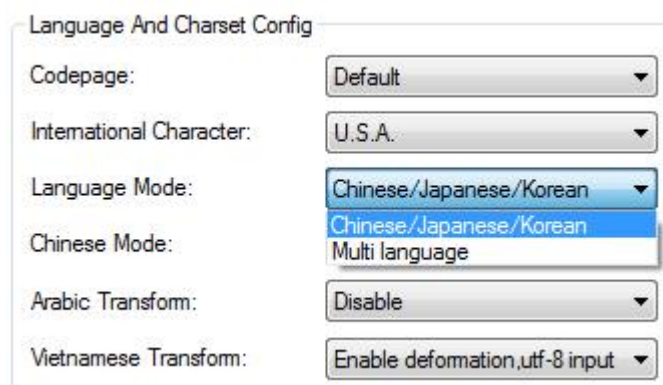 Language And Charset Config
Codepage: Default
International Character: U.S.A.
Language Mode: Chinese/Japanese/Korean
Chinese/Japanese/Korean
Chinese Mode: Multi language
Arabic Transform: Disable
Vietnamese Transform: Enable deformation,utf-8 input